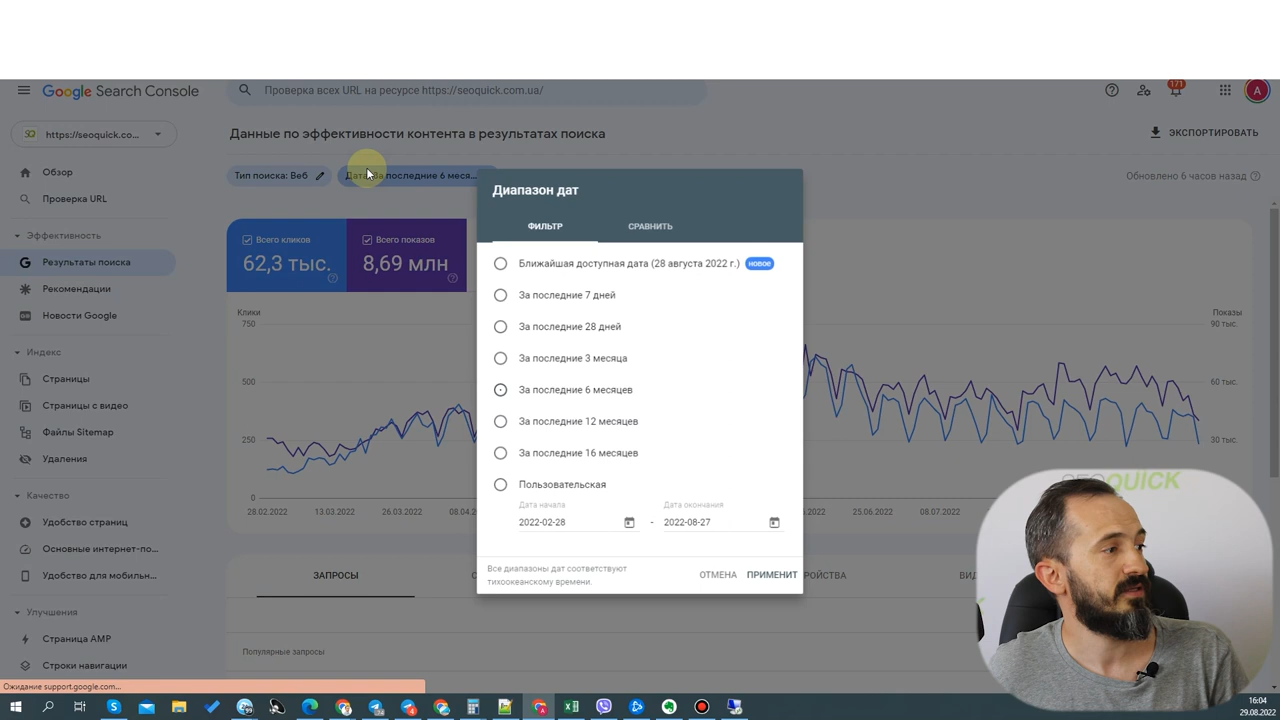 Google Search Console
Проверка всех URL на ресурсе https://seoquick.com.ua/
171
A
https://seoquick.co...
Данные по эффективности контента в результатах поиска
ЭКСПОРТИРОВАТЬ
Обзор
Проверка URL
Эффективность
Результаты поиска
Рекомендации
Новости Google
Индекс
Страницы
Страницы с видео
Файлы Sitemap
Удаления
Качество
Удобство страниц
Основные интернет-по...
Удобство для мобильн...
Улучшения
Страница AMP
Строки навигации
Тип поиска: Веб
последние 6 меся...
Обновлено 6 часов назад
Всего кликов
62,3 тыс.
Всего показов
8,69 млн
Клики
750
500
250
0
Показы
90 тыс.
60 тыс.
30 тыс.
28.02.2022
13.03.2022
26.03.2022
25.06.2022
08.07.2022
ЗАПРОСЫ
Популярные запросы
Диапазон дат
ФИЛЬТР
СРАВНИТЬ
Ближайшая доступная дата (28 августа 2022 г.) НОВОЕ
За последние 7 дней
За последние 28 дней
За последние 3 месяца
За последние 6 месяцев
За последние 12 месяцев
За последние 16 месяцев
Пользовательская
Дата начала
Дата окончания
2022-02-28 - 2022-08-27
Все диапазоны дат соответствуют
тихоокеанскому времени.
ОТМЕНА
ПРИМЕНИТ
Ожидание support.google.com...
16:04
29.08.2022